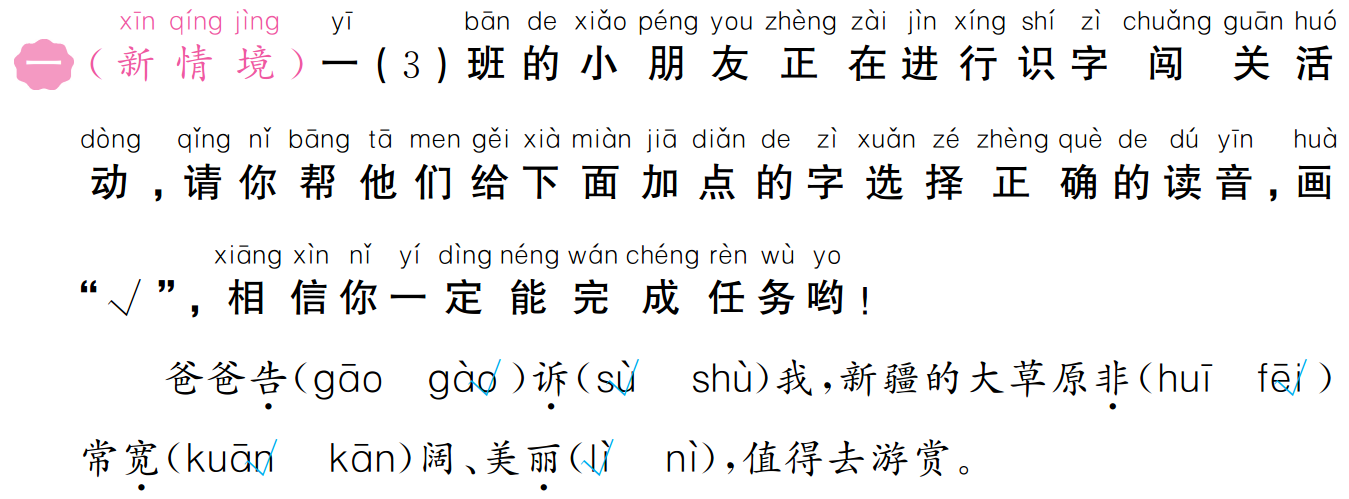 xīn qíng jìng yī bān de xiǎo péng you zhèng zài jìn xíng shí zì chuǎng guān huó
一（新情境）一(3)班的小朋友正在进行识字闯关活
dòng qǐng nǐ bāng tā men gěi xià miàn jiā diǎn de zì xuǎn zé zhèng què de dú yīn huà
动,请你帮他们给下面加点的字选择正确的读音,画
xiāng xìn nǐ yí dìng néng wán chéng rèn wù yo
“√”,相信你一定能完成任务哟!
爸爸告(gāo gào√)诉(sù√ shù)我,新疆的大草原非(huī fēi√)
常宽(kuān√ kān)阔、美丽(lì√ nì),值得去游赏。